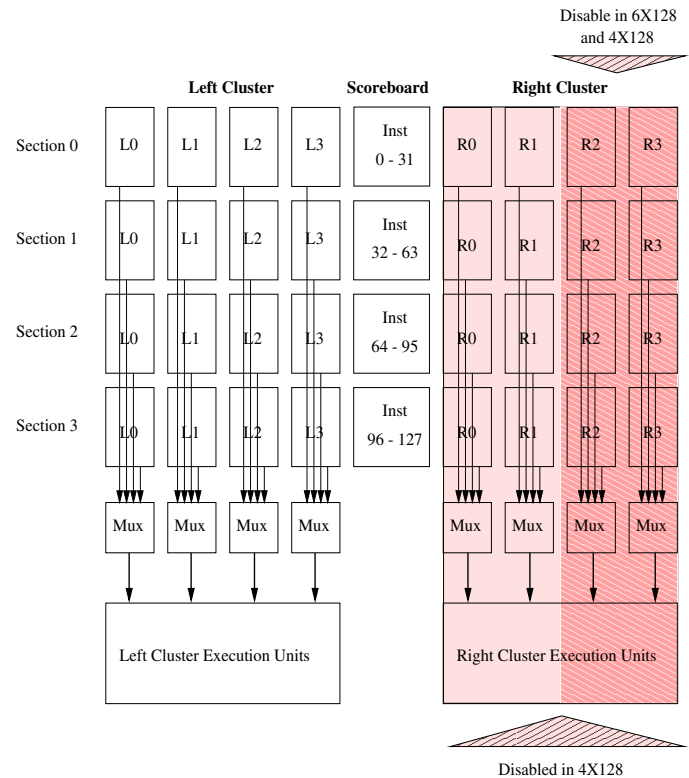 Disable in 6X128
and 4X128
Left Cluster Scoreboard Right Cluster
Section 0 L0 L1 L2 L3 Inst 0 - 31 R0 R1 R2 R3
Section 1 L0 L1 L2 L3 Inst 32 - 63 R0 R1 R2 R3
Section 2 L0 L1 L2 L3 Inst 64 - 95 R0 R1 R2 R3
Section 3 L0 L1 L2 L3 Inst 96 - 127 R0 R1 R2 R3
Mux Mux Mux Mux Mux Mux Mux Mux
Left Cluster Execution Units Right Cluster Execution Units
Disabled in 4X128